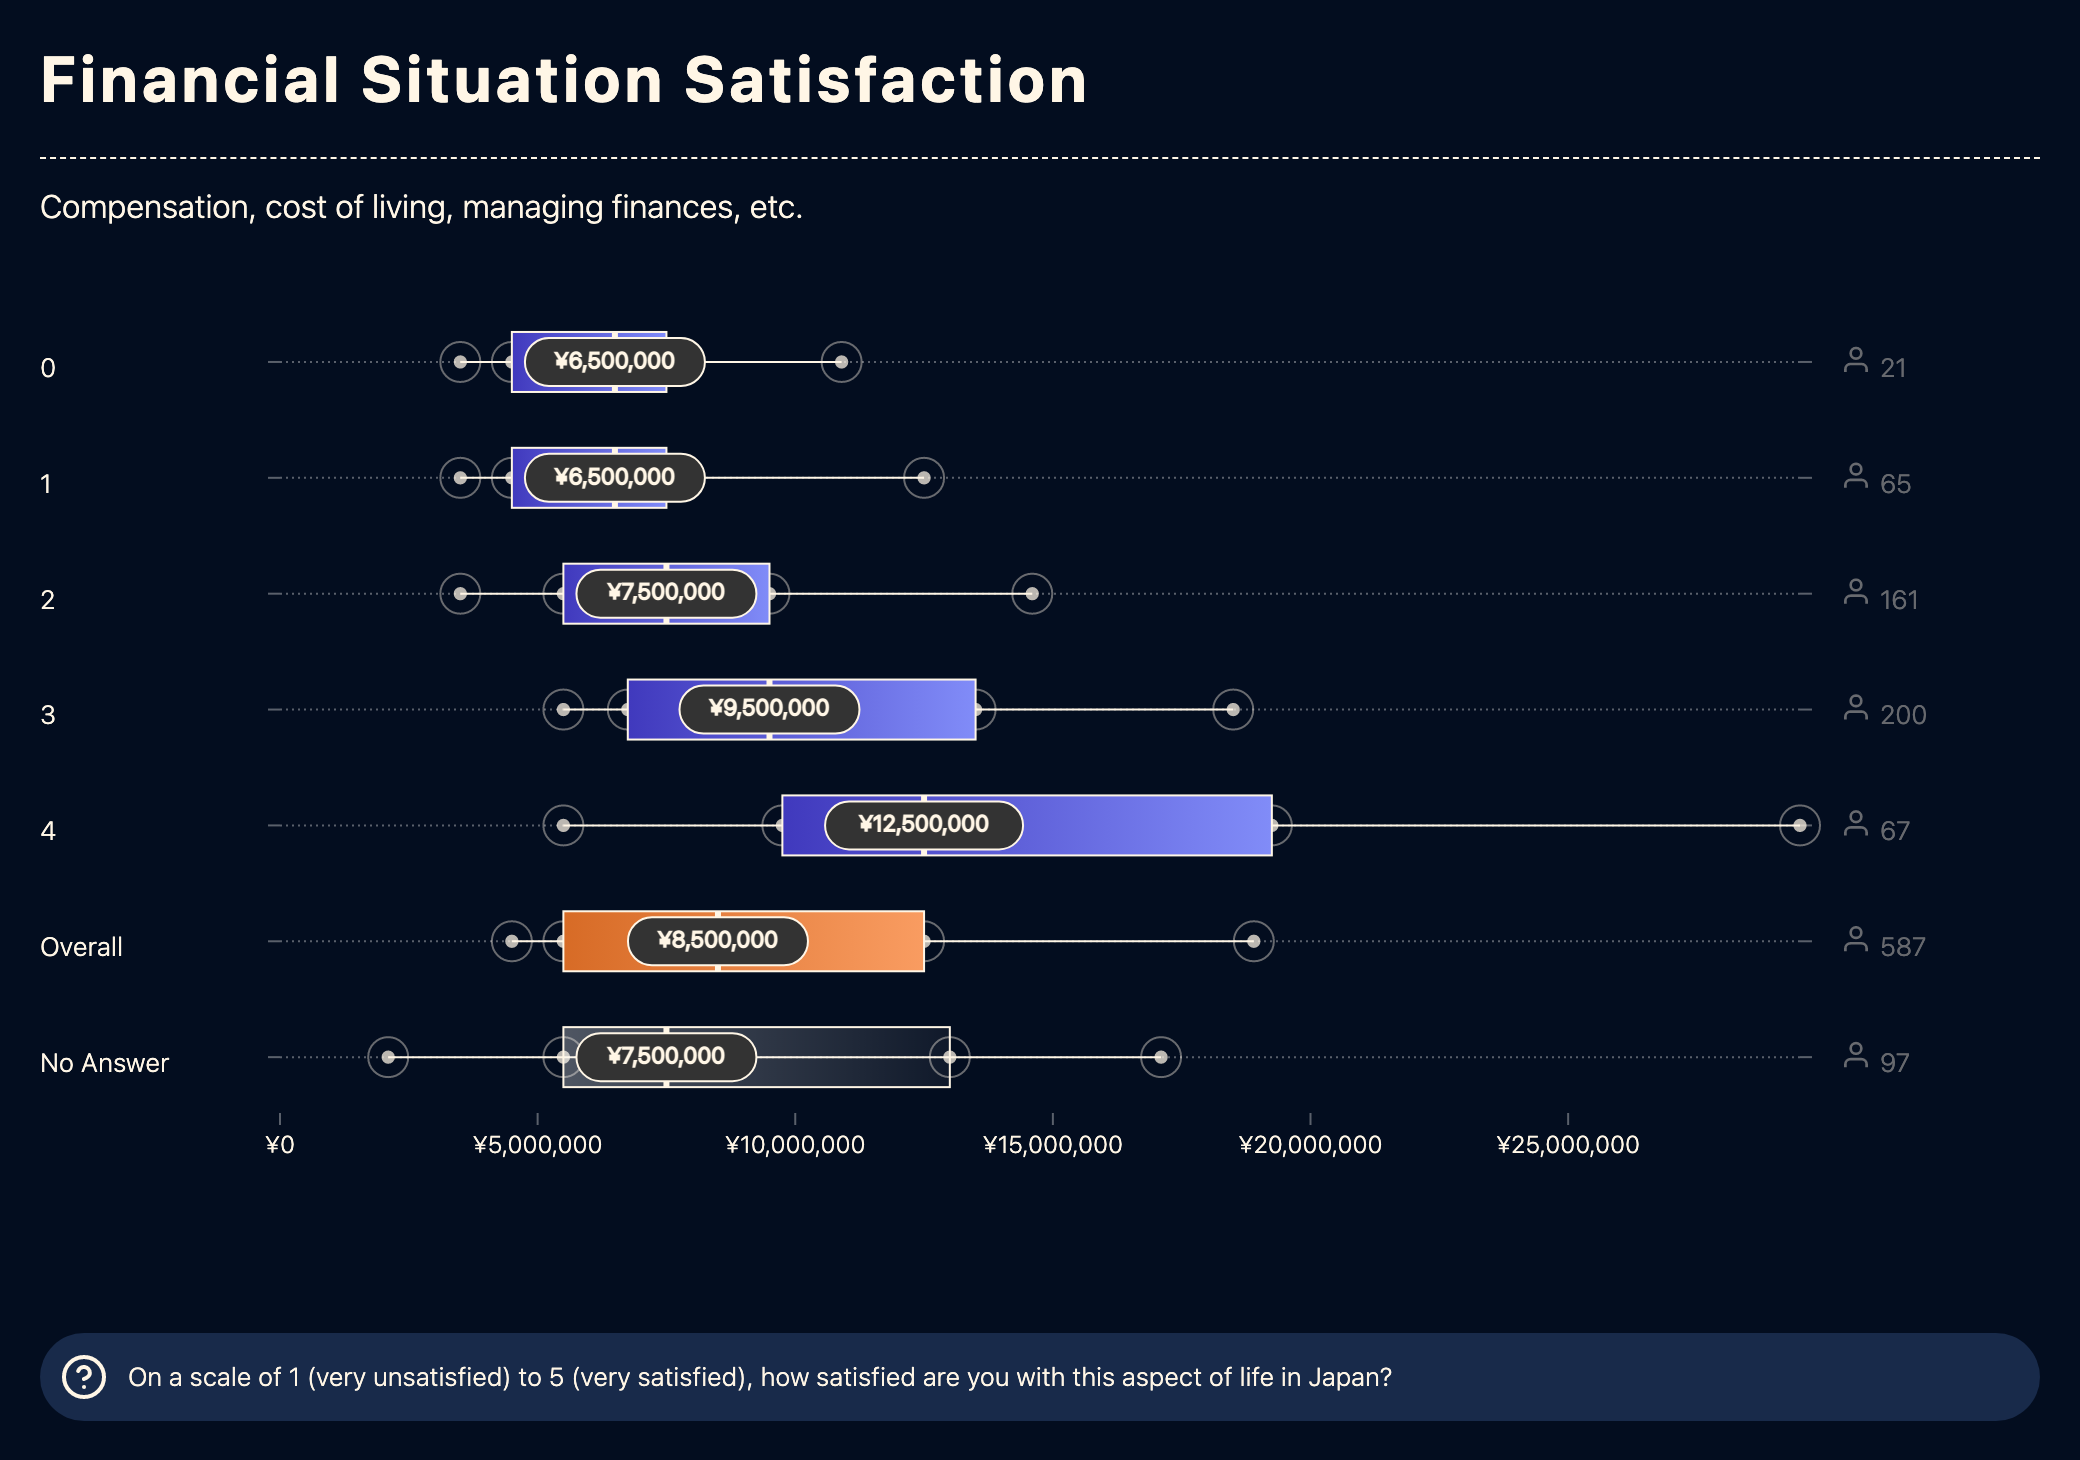 Financial Situation Satisfaction
Compensation, cost of living, managing finances, etc.
0 ¥6,500,000 21
1 ¥6,500,000 65
2 ¥7,500,000 161
3 ¥9,500,000 200
4 ¥12,500,000 67
Overall ¥8,500,000 587
No Answer ¥7,500,000 97
¥0 ¥5,000,000 ¥10,000,000 ¥15,000,000 ¥20,000,000 ¥25,000,000
On a scale of 1 (very unsatisfied) to 5 (very satisfied), how satisfied are you with this aspect of life in Japan?